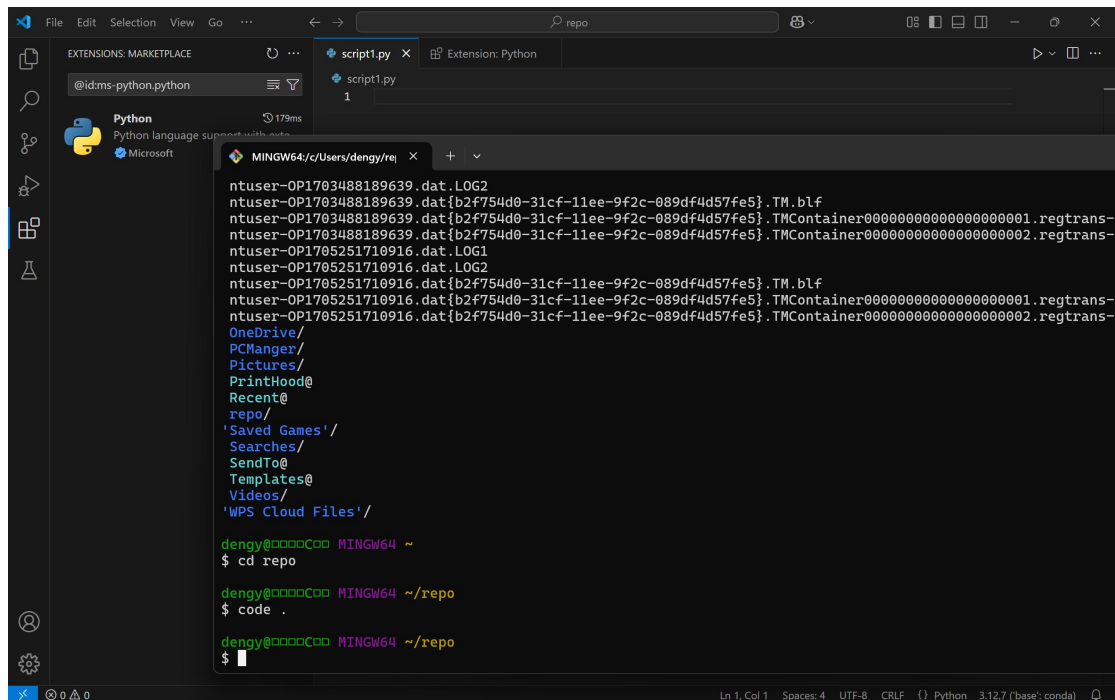 File Edit Selection View Go ··· repo
EXTENSIONS: MARKETPLACE
@id:ms-python.python
Python 179ms
Python language support with exte
Microsoft
script1.py Extension: Python
script1.py
1
MINGW64:/c/Users/dengy/re
ntuser-OP1703488189639.dat.LOG2
ntuser-OP1703488189639.dat{b2f754d0-31cf-11ee-9f2c-089df4d57fe5}.TM.blf
ntuser-OP1703488189639.dat{b2f754d0-31cf-11ee-9f2c-089df4d57fe5}.TMContainer00000000000000000001.regtrans-
ntuser-OP1703488189639.dat{b2f754d0-31cf-11ee-9f2c-089df4d57fe5}.TMContainer00000000000000000002.regtrans-
ntuser-OP1705251710916.dat.LOG1
ntuser-OP1705251710916.dat.LOG2
ntuser-OP1705251710916.dat{b2f754d0-31cf-11ee-9f2c-089df4d57fe5}.TM.blf
ntuser-OP1705251710916.dat{b2f754d0-31cf-11ee-9f2c-089df4d57fe5}.TMContainer00000000000000000001.regtrans-
ntuser-OP1705251710916.dat{b2f754d0-31cf-11ee-9f2c-089df4d57fe5}.TMContainer00000000000000000002.regtrans-
OneDrive/
PCManger/
Pictures/
PrintHood@
Recent@
repo/
'Saved Games'/
Searches/
SendTo@
Templates@
Videos/
'WPS Cloud Files'/
dengy@□□□□C□□ MINGW64 ~
$ cd repo
dengy@□□□□C□□ MINGW64 ~/repo
$ code .
dengy@□□□□C□□ MINGW64 ~/repo
$
0 0 Ln 1, Col 1 Spaces: 4 UTF-8 CRLF {} Python 3.12.7 ('base': conda)